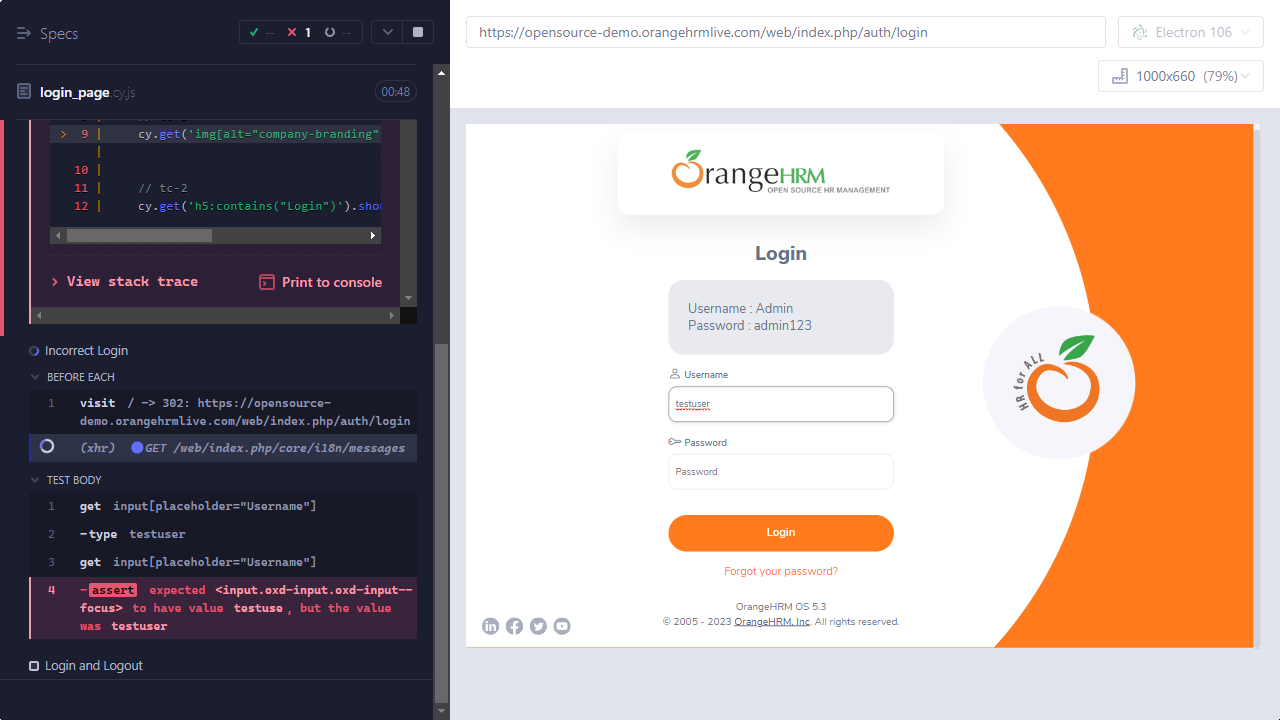 Specs
--
1
--
login_page.cy.js
00:48
> 9 | cy.get('img[alt="company-branding"
|
10 |
11 | // tc-2
12 | cy.get('h5:contains("Login")').shou
View stack trace
Print to console
Incorrect Login
BEFORE EACH
1 visit / -> 302: https://opensource-
demo.orangehrmlive.com/web/index.php/auth/login
(xhr) GET /web/index.php/core/i18n/messages
TEST BODY
1 get input[placeholder="Username"]
2 -type testuser
3 get input[placeholder="Username"]
4 -assert expected <input.oxd-input.oxd-input--
focus> to have value testuse, but the value
was testuser
Login and Logout
https://opensource-demo.orangehrmlive.com/web/index.php/auth/login
Electron 106
1000x660 (79%)
OrangeHRM
OPEN SOURCE HR MANAGEMENT
Login
Username : Admin
Password : admin123
Username
testuser
Password
Password
Login
Forgot your password?
OrangeHRM OS 5.3
© 2005 - 2023 OrangeHRM, Inc. All rights reserved.
HR for ALL